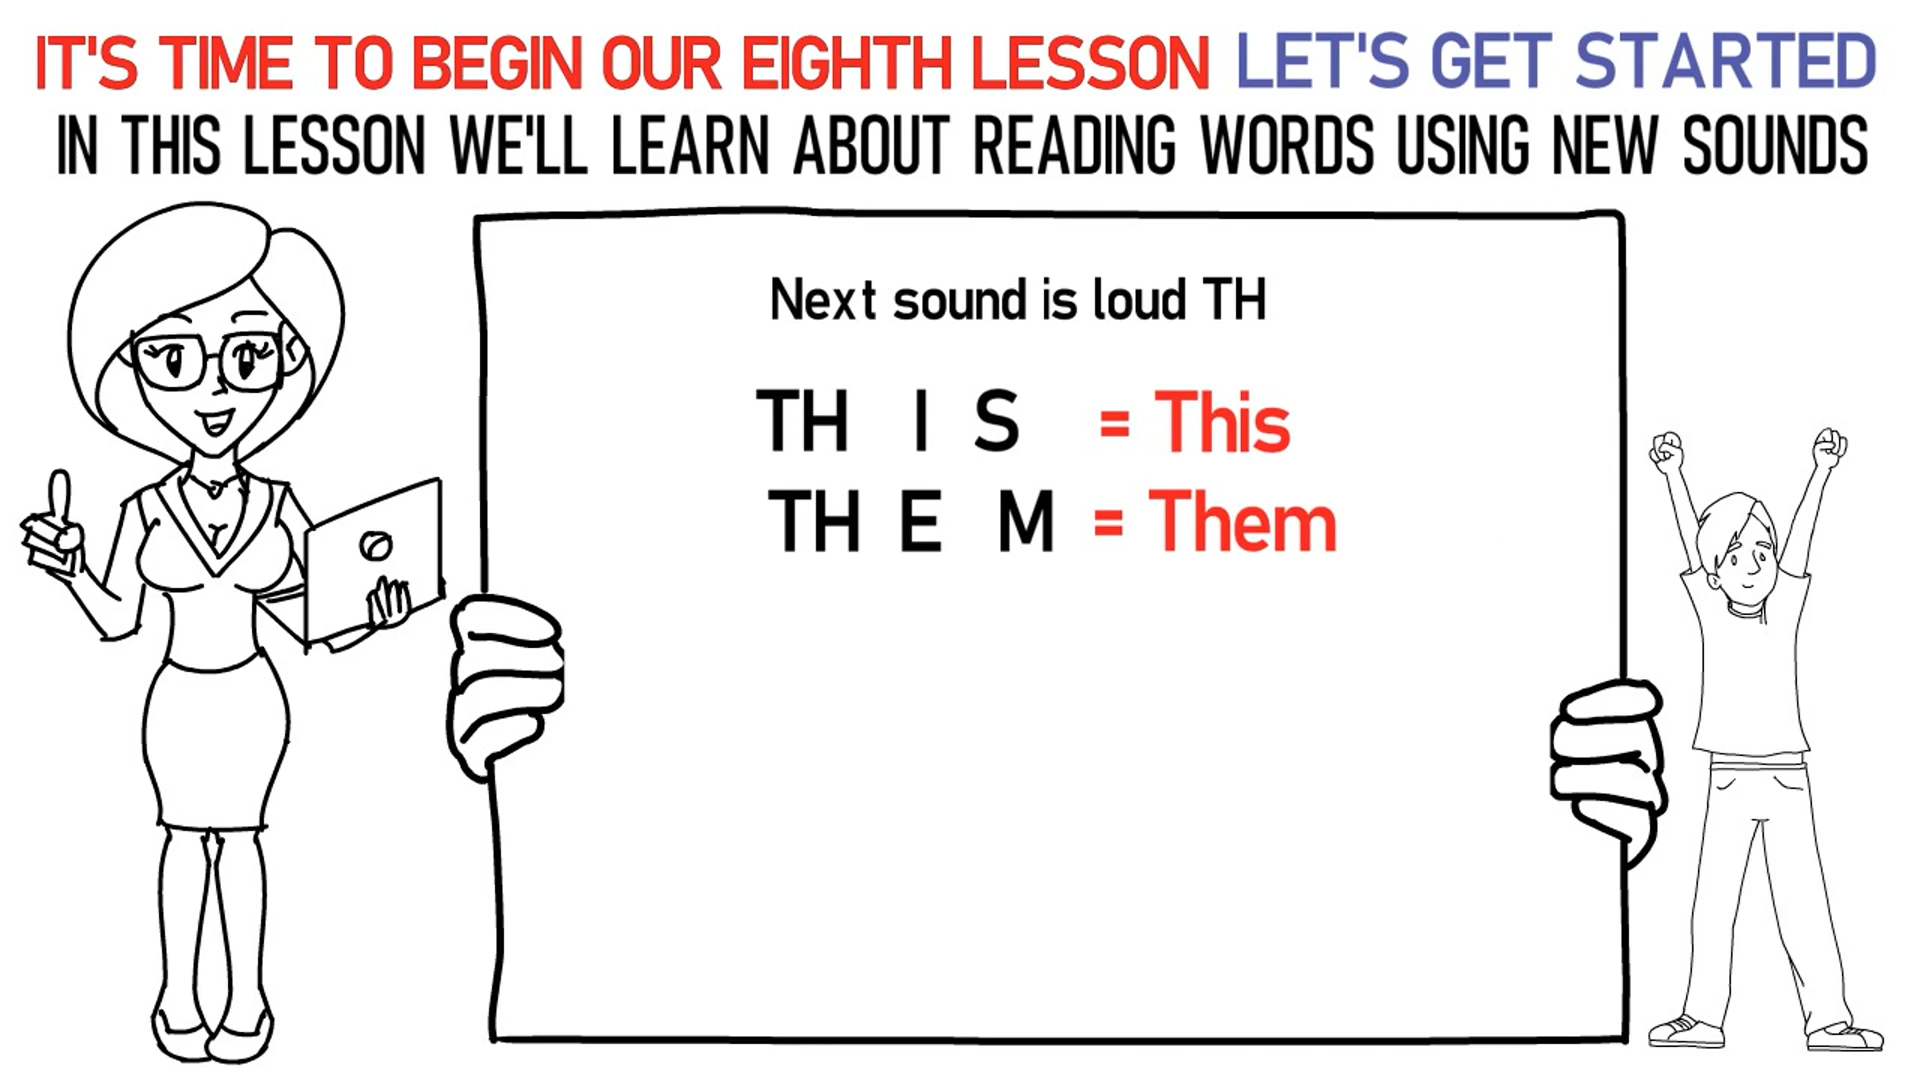 IT'S TIME TO BEGIN OUR EIGHTH LESSON LET'S GET STARTED
IN THIS LESSON WE'LL LEARN ABOUT READING WORDS USING NEW SOUNDS
Next sound is loud TH
TH I S = This
TH E M = Them